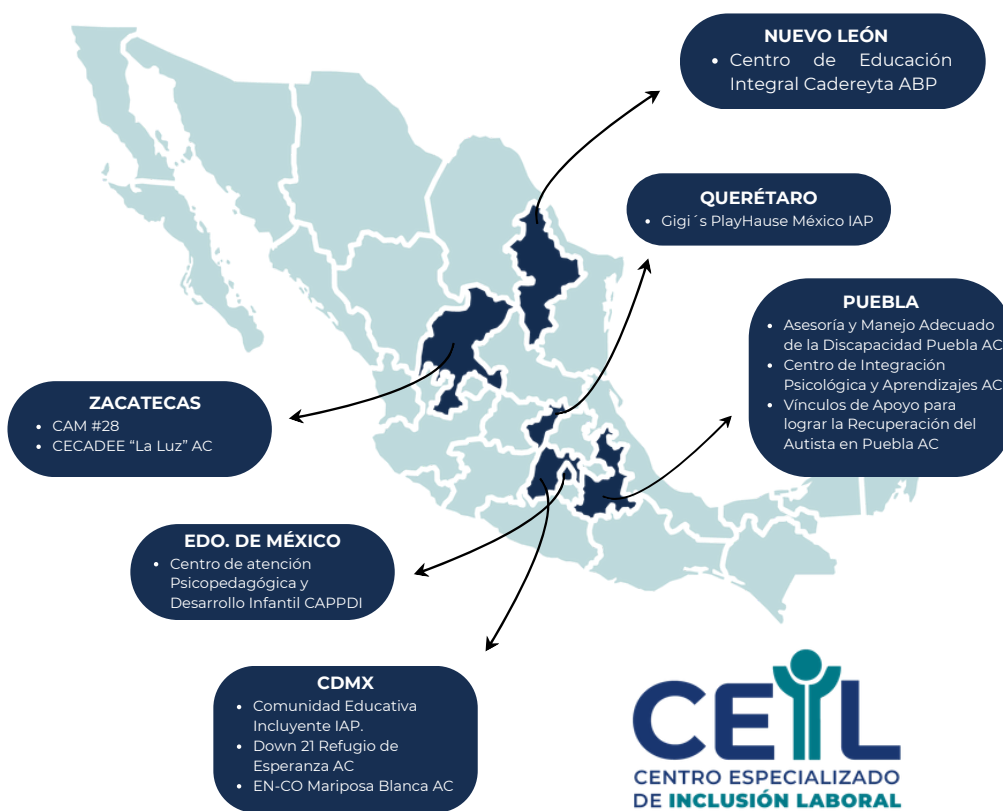 NUEVO LEÓN
• Centro de Educación
Integral Cadereyta ABP
QUERÉTARO
• Gigi´s PlayHause México IAP
PUEBLA
• Asesoría y Manejo Adecuado
de la Discapacidad Puebla AC
• Centro de Integración
Psicológica y Aprendizajes AC
• Vínculos de Apoyo para
lograr la Recuperación del
Autista en Puebla AC
ZACATECAS
• CAM #28
• CECADEE “La Luz” AC
EDO. DE MÉXICO
• Centro de atención
Psicopedagógica y
Desarrollo Infantil CAPPDI
CDMX
• Comunidad Educativa
Incluyente IAP.
• Down 21 Refugio de
Esperanza AC
• EN-CO Mariposa Blanca AC
CEIL
CENTRO ESPECIALIZADO
DE INCLUSIÓN LABORAL